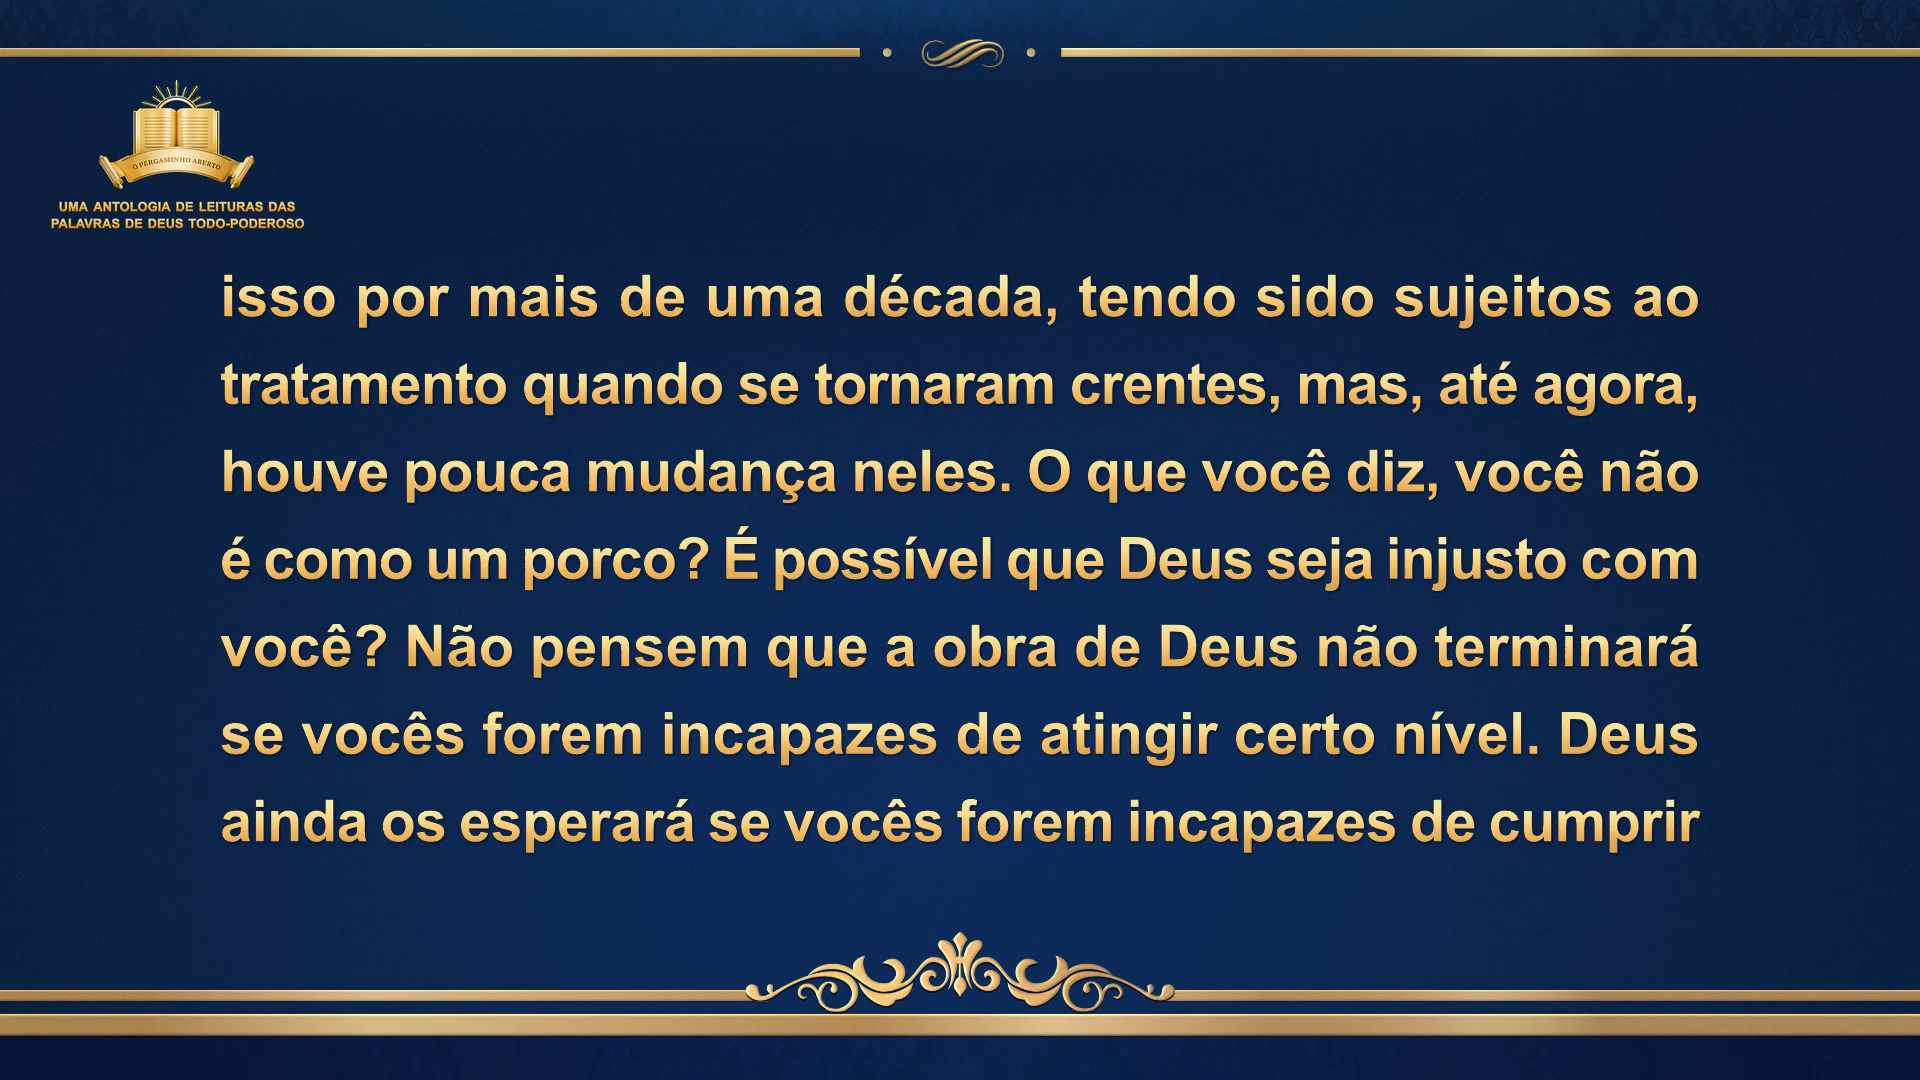 O PERGAMINHO ABERTO
UMA ANTOLOGIA DE LEITURAS DAS
PALAVRAS DE DEUS TODO-PODEROSO
isso por mais de uma década, tendo sido sujeitos ao
tratamento quando se tornaram crentes, mas, até agora,
houve pouca mudança neles. O que você diz, você não
é como um porco? É possível que Deus seja injusto com
você? Não pensem que a obra de Deus não terminará
se vocês forem incapazes de atingir certo nível. Deus
ainda os esperará se vocês forem incapazes de cumprir